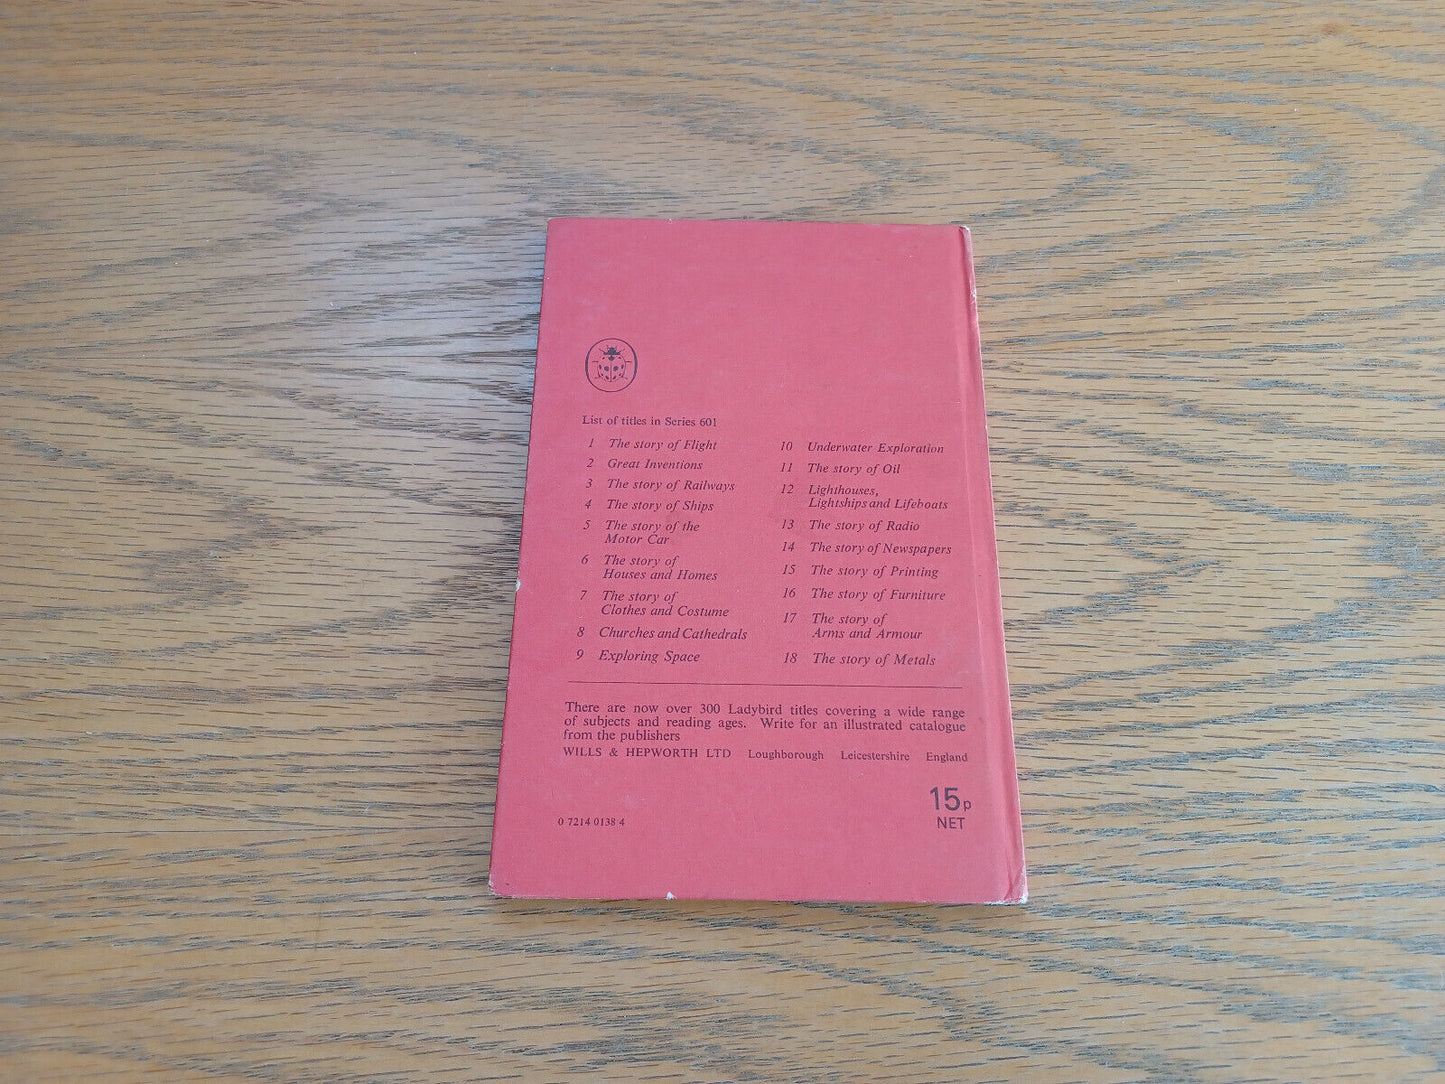 List of titles in Series 601
1 The story of Flight
2 Great Inventions
3 The story of Railways
4 The story of Ships
5 The story of the
Motor Car
6 The story of
Houses and Homes
7 The story of
Clothes and Costume
8 Churches and Cathedrals
9 Exploring Space
10 Underwater Exploration
11 The story of Oil
12 Lighthouses,
Lightships and Lifeboats
13 The story of Radio
14 The story of Newspapers
15 The story of Printing
16 The story of Furniture
17 The story of
Arms and Armour
18 The story of Metals
There are now over 300 Ladybird titles covering a wide range
of subjects and reading ages. Write for an illustrated catalogue
from the publishers
WILLS & HEPWORTH LTD Loughborough Leicestershire England
15p
NET
0 7214 0138 4